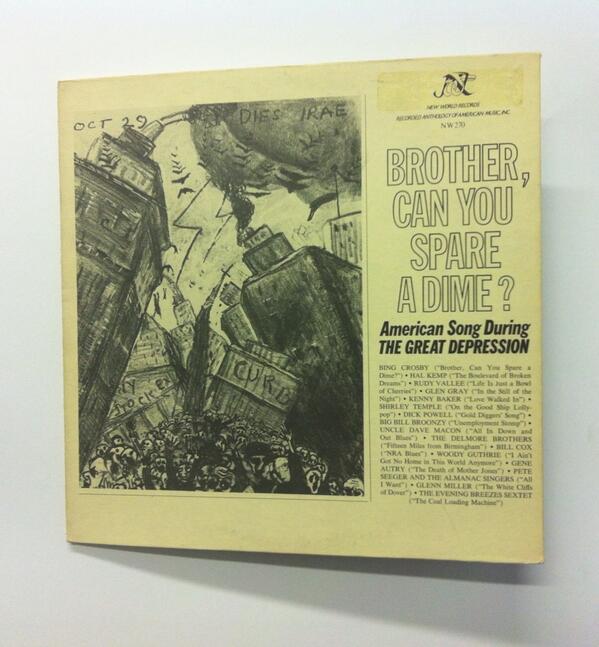 OCT 29
DIES IRAE
NY
CURB
NEW WORLD RECORDS
RECORDED ANTHOLOGY OF AMERICAN MUSIC, INC.
NW 270
BROTHER,
CAN YOU
SPARE
A DIME?
American Song During
THE GREAT DEPRESSION
BING CROSBY ("Brother, Can You Spare a
Dime?") • HAL KEMP ("The Boulevard of Broken
Dreams") • RUDY VALLEE ("Life Is Just a Bowl
of Cherries") • GLEN GRAY ("In the Still of the
Night") • KENNY BAKER ("Love Walked In") •
SHIRLEY TEMPLE ("On the Good Ship Lolly-
pop") • DICK POWELL ("Gold Diggers' Song") •
BIG BILL BROONZY ("Unemployment Stomp") •
UNCLE DAVE MACON ("All In Down and
Out Blues") • THE DELMORE BROTHERS
("Fifteen Miles from Birmingham") • BILL COX
("NRA Blues") • WOODY GUTHRIE ("I Ain't
Got No Home in This World Anymore") • GENE
AUTRY ("The Death of Mother Jones") • PETE
SEEGER AND THE ALMANAC SINGERS ("All
I Want") • GLENN MILLER ("The White Cliffs
of Dover") • THE EVENING BREEZES SEXTET
("The Coal Loading Machine")